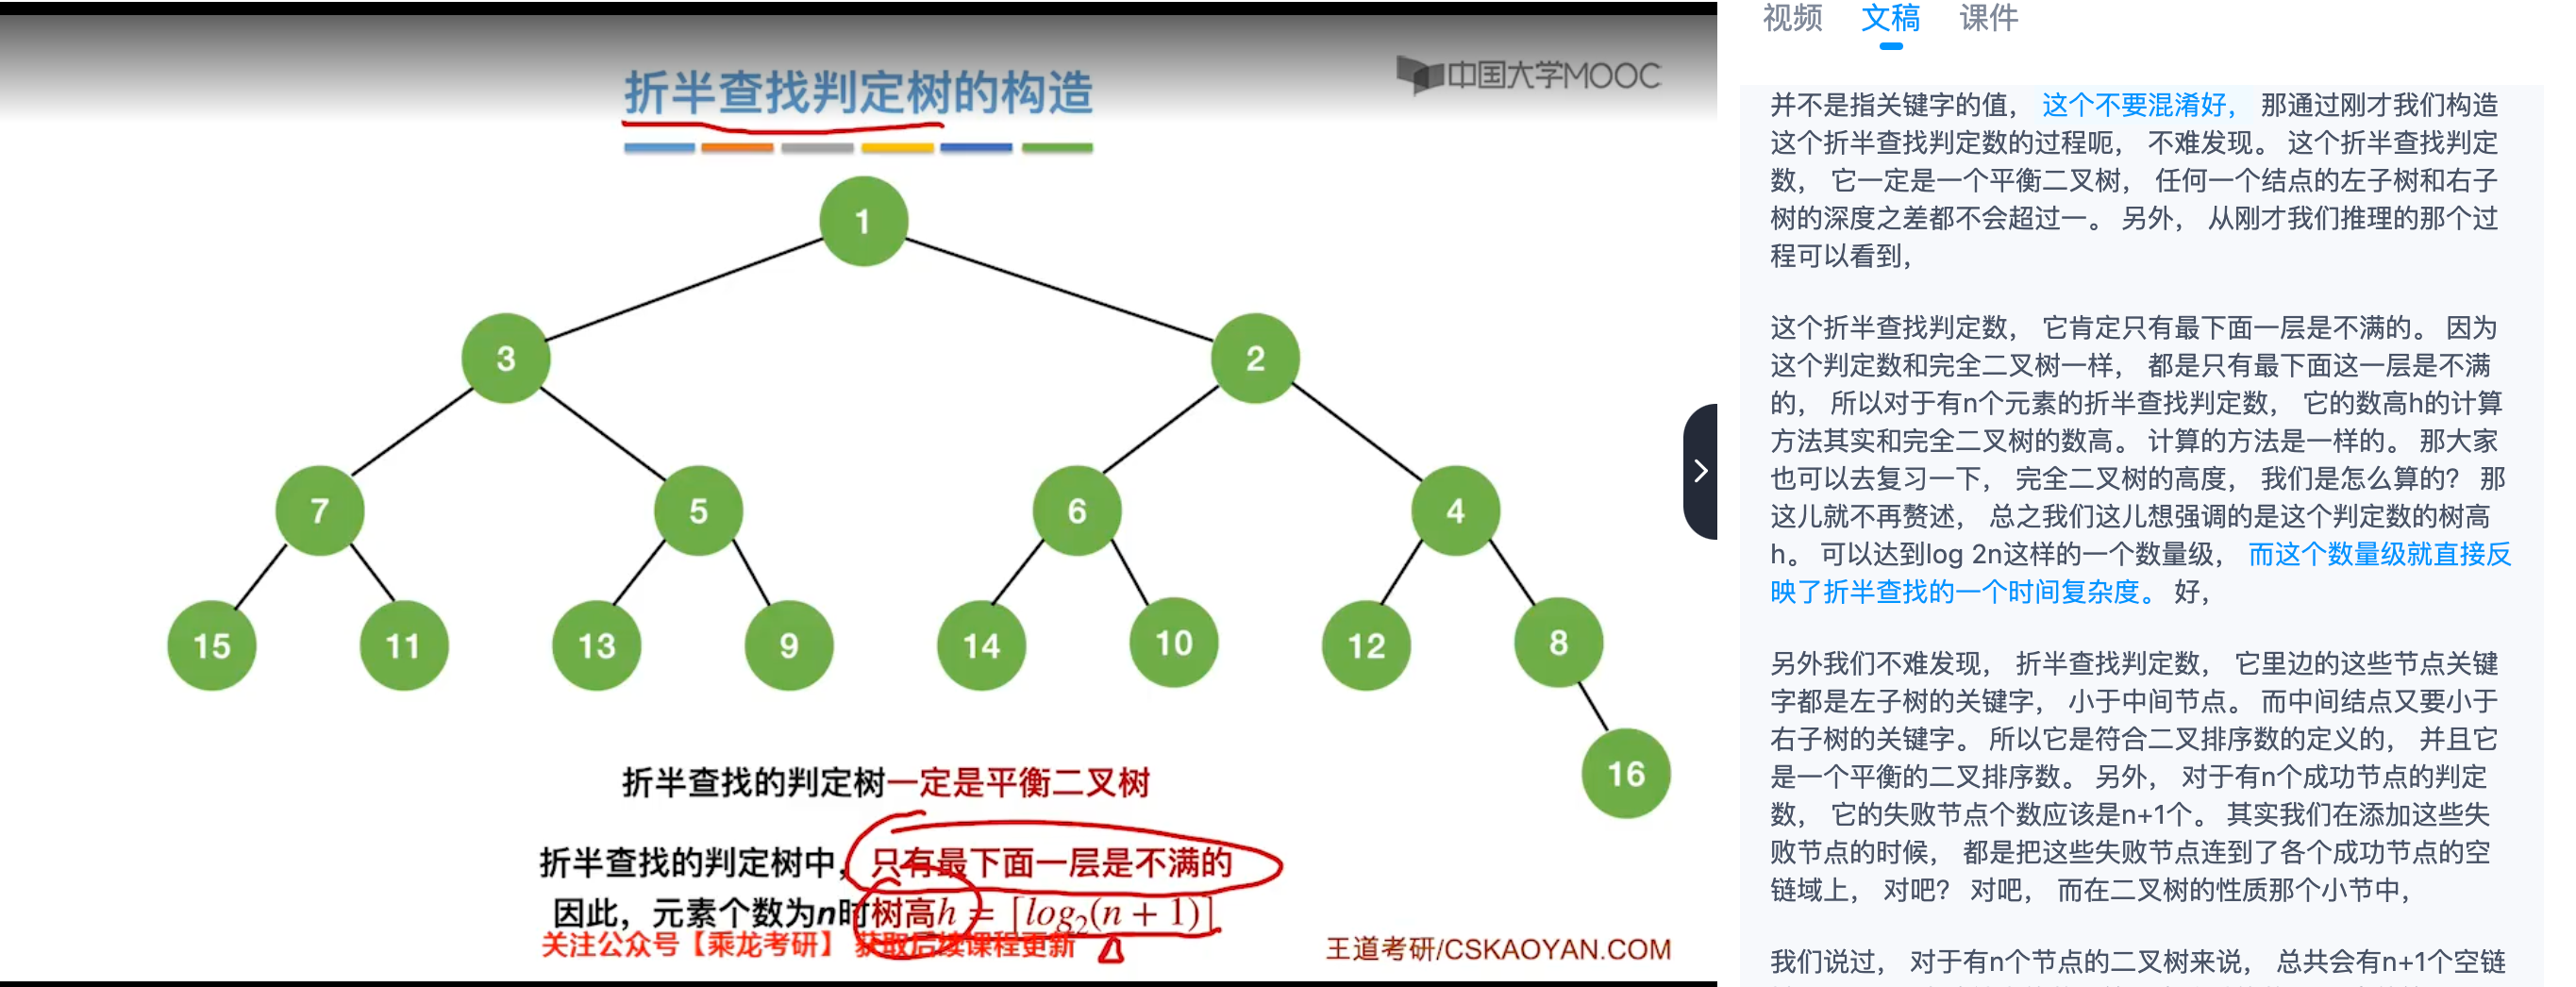 折半查找判定树的构造
中国大学MOOC
1
3
2
7
5
6
4
15
11
13
9
14
10
12
8
16
折半查找的判定树一定是平衡二叉树
折半查找的判定树中，只有最下面一层是不满的
因此，元素个数为n时树高h = ⌈log₂(n + 1)⌉
关注公众号【乘龙考研】 获取后续课程更新
王道考研/CSKAOYAN.COM
视频 文稿 课件
并不是指关键字的值， 这个不要混淆好， 那通过刚才我们构造
这个折半查找判定数的过程呃， 不难发现。 这个折半查找判定
数， 它一定是一个平衡二叉树， 任何一个结点的左子树和右子
树的深度之差都不会超过一。 另外， 从刚才我们推理的那个过
程可以看到，
这个折半查找判定数， 它肯定只有最下面一层是不满的。 因为
这个判定数和完全二叉树一样， 都是只有最下面这一层是不满
的， 所以对于有n个元素的折半查找判定数， 它的数高h的计算
方法其实和完全二叉树的数高。 计算的方法是一样的。 那大家
也可以去复习一下， 完全二叉树的高度， 我们是怎么算的？ 那
这儿就不再赘述， 总之我们这儿想强调的是这个判定数的树高
h。 可以达到log 2n这样的一个数量级， 而这个数量级就直接反
映了折半查找的一个时间复杂度。 好，
另外我们不难发现， 折半查找判定数， 它里边的这些节点关键
字都是左子树的关键字， 小于中间节点。 而中间结点又要小于
右子树的关键字。 所以它是符合二叉排序数的定义的， 并且它
是一个平衡的二叉排序数。 另外， 对于有n个成功节点的判定
数， 它的失败节点个数应该是n+1个。 其实我们在添加这些失
败节点的时候， 都是把这些失败节点连到了各个成功节点的空
链域上， 对吧？ 对吧， 而在二叉树的性质那个小节中，
我们说过， 对于有n个节点的二叉树来说， 总共会有n+1个空链